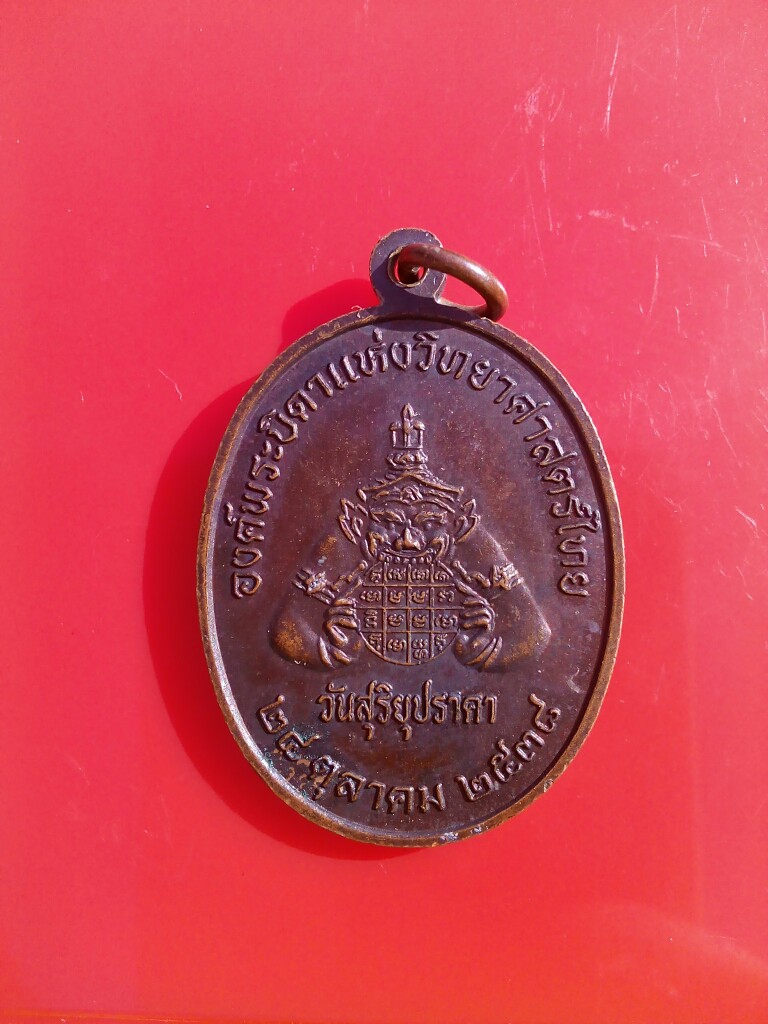 องค์พระบิดาแห่งวิทยาศาสตร์ไทย
วันสุริยุปราคา
๒๔ ตุลาคม ๒๕๓๘